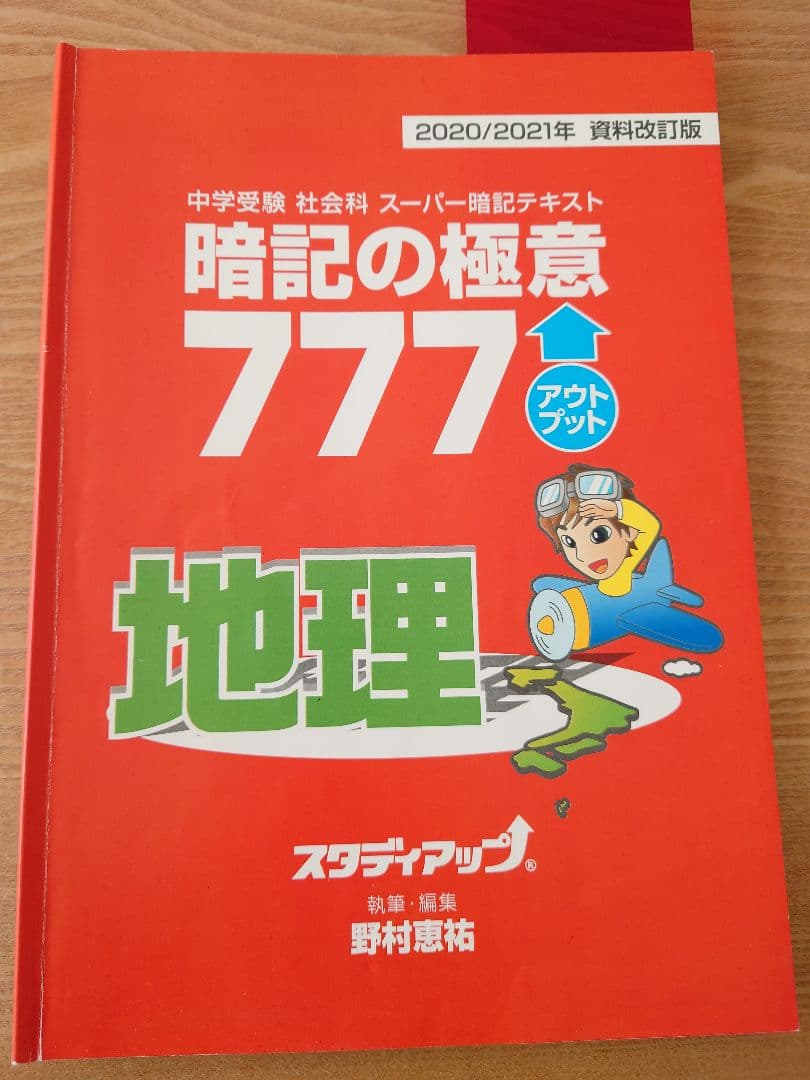 2020/2021年 資料改訂版
中学受験 社会科 スーパー暗記テキスト
暗記の極意
777
アウト
プット
地理
スタディアップ®
執筆・編集
野村恵祐